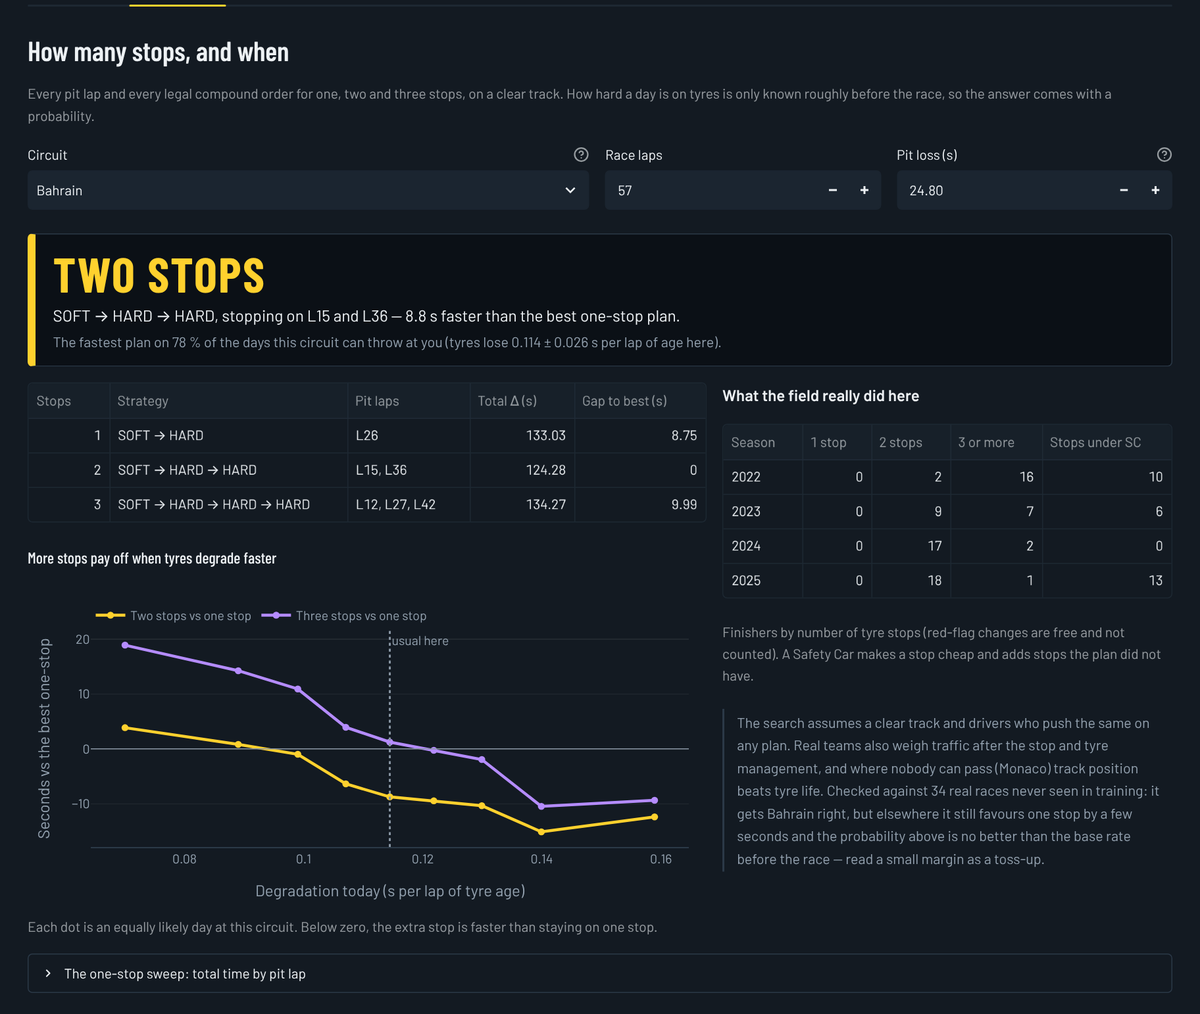 How many stops, and when
Every pit lap and every legal compound order for one, two and three stops, on a clear track. How hard a day is on tyres is only known roughly before the race, so the answer comes with a
probability.
Circuit
Race laps
Pit loss (s)
Bahrain
57
24.80
TWO STOPS
SOFT → HARD → HARD, stopping on L15 and L36 — 8.8 s faster than the best one-stop plan.
The fastest plan on 78 % of the days this circuit can throw at you (tyres lose 0.114 ± 0.026 s per lap of age here).
Stops Strategy Pit laps Total Δ (s) Gap to best (s)
1 SOFT → HARD L26 133.03 8.75
2 SOFT → HARD → HARD L15, L36 124.28 0
3 SOFT → HARD → HARD → HARD L12, L27, L42 134.27 9.99
More stops pay off when tyres degrade faster
Two stops vs one stop Three stops vs one stop
usual here
Seconds vs the best one-stop
20
10
0
−10
0.08 0.1 0.12 0.14 0.16
Degradation today (s per lap of tyre age)
Each dot is an equally likely day at this circuit. Below zero, the extra stop is faster than staying on one stop.
What the field really did here
Season 1 stop 2 stops 3 or more Stops under SC
2022 0 2 16 10
2023 0 9 7 6
2024 0 17 2 0
2025 0 18 1 13
Finishers by number of tyre stops (red-flag changes are free and not
counted). A Safety Car makes a stop cheap and adds stops the plan did not
have.
The search assumes a clear track and drivers who push the same on
any plan. Real teams also weigh traffic after the stop and tyre
management, and where nobody can pass (Monaco) track position
beats tyre life. Checked against 34 real races never seen in training: it
gets Bahrain right, but elsewhere it still favours one stop by a few
seconds and the probability above is no better than the base rate
before the race — read a small margin as a toss-up.
The one-stop sweep: total time by pit lap